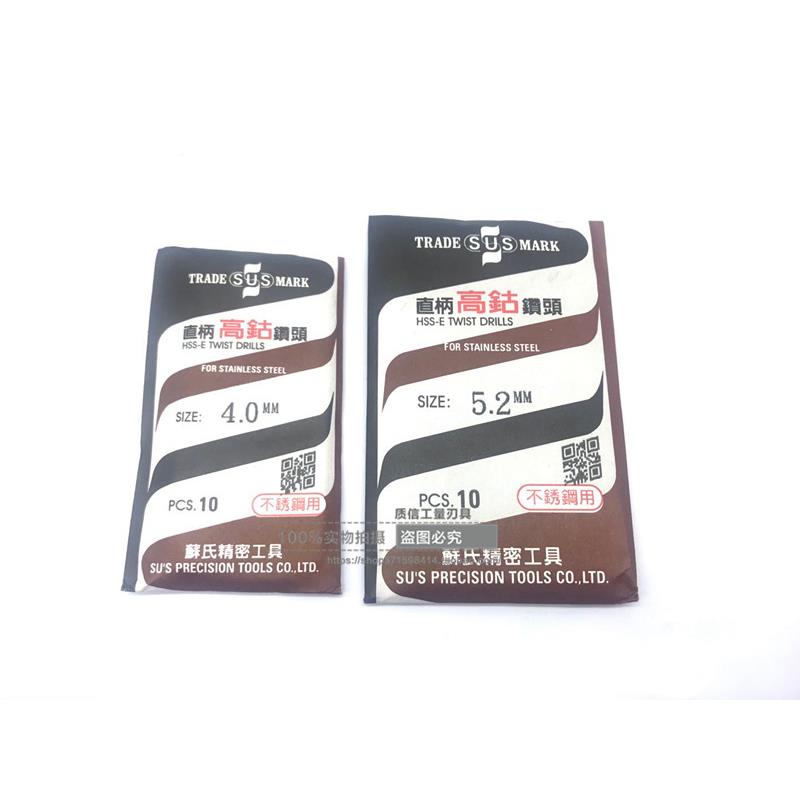 TRADE SUS MARK
直柄高鈷鑽頭
HSS-E TWIST DRILLS
FOR STAINLESS STEEL
SIZE: 4.0MM
PCS.10
不銹鋼用
蘇氏精密工具
SU'S PRECISION TOOLS CO.,LTD.
TRADE SUS MARK
直柄高鈷鑽頭
HSS-E TWIST DRILLS
FOR STAINLESS STEEL
SIZE: 5.2MM
PCS.10
不銹鋼用
质信工量刃具
100%实物拍摄 盗图必究
蘇氏精密工具
SU'S PRECISION TOOLS CO.,LTD.